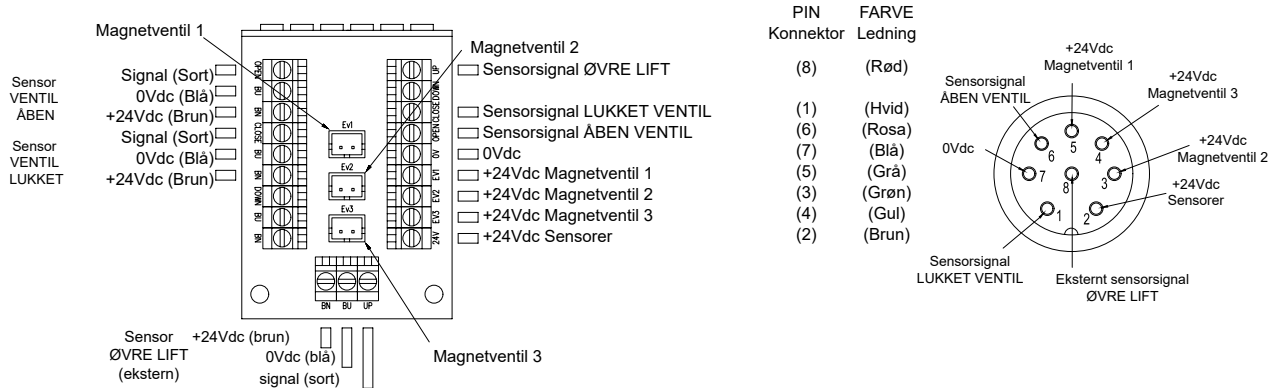 Magnetventil 1
Magnetventil 2
Sensor
VENTIL
ÅBEN
Signal (Sort)
0Vdc (Blå)
+24Vdc (Brun)
Sensor
VENTIL
LUKKET
Signal (Sort)
0Vdc (Blå)
+24Vdc (Brun)
OPEN
BU
BN
CLOSE
BU
BN
DOWN
BU
BN
Ev1
Ev2
Ev3
UP
DOWN
CLOSE
OPEN
0V
EV1
EV2
EV3
24V
BN BU UP
Sensorsignal ØVRE LIFT
Sensorsignal LUKKET VENTIL
Sensorsignal ÅBEN VENTIL
0Vdc
+24Vdc Magnetventil 1
+24Vdc Magnetventil 2
+24Vdc Magnetventil 3
+24Vdc Sensorer
Sensor
ØVRE LIFT
(ekstern)
+24Vdc (brun)
0Vdc (blå)
signal (sort)
Magnetventil 3
PIN FARVE
Konnektor Ledning
(8) (Rød)
(1) (Hvid)
(6) (Rosa)
(7) (Blå)
(5) (Grå)
(3) (Grøn)
(4) (Gul)
(2) (Brun)
+24Vdc
Magnetventil 1
Sensorsignal
ÅBEN VENTIL
+24Vdc
Magnetventil 3
0Vdc
+24Vdc
Magnetventil 2
+24Vdc
Sensorer
5
6 4
7 8 3
1 2
Sensorsignal
LUKKET VENTIL
Eksternt sensorsignal
ØVRE LIFT